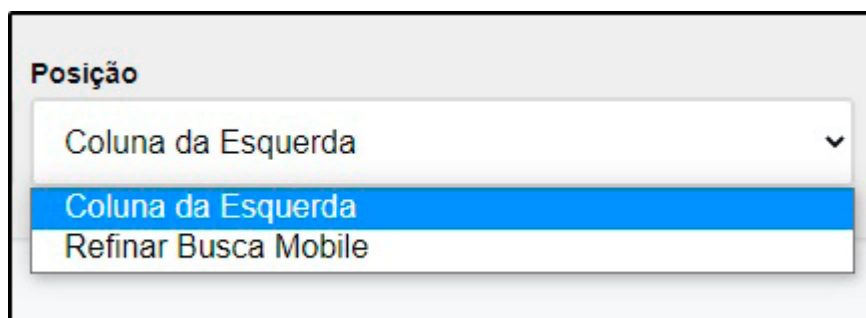 Posição
Coluna da Esquerda
Coluna da Esquerda
Refinar Busca Mobile